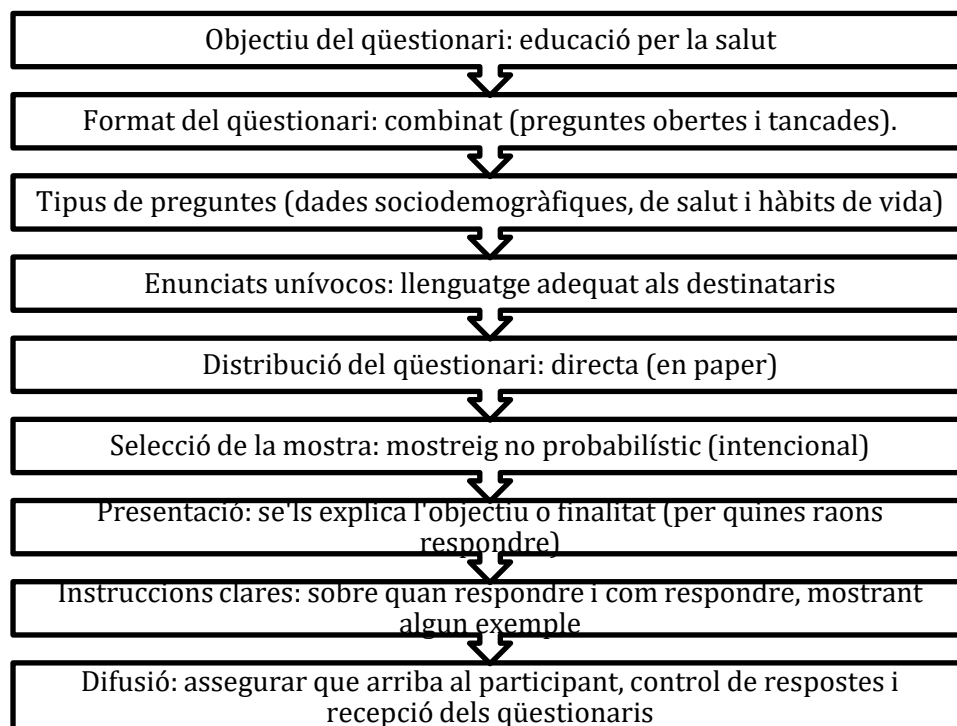 Objectiu del qüestionari: educació per la salut
Format del qüestionari: combinat (preguntes obertes i tancades).
Tipus de preguntes (dades sociodemogràfiques, de salut i hàbits de vida)
Enunciats unívocos: llenguatge adequat als destinataris
Distribució del qüestionari: directa (en paper)
Selecció de la mostra: mostreig no probabilístic (intencional)
Presentació: se'ls explica l'objectiu o finalitat (per quines raons
respondre)
Instruccions clares: sobre quan respondre i com respondre, mostrant
algun exemple
Difusió: assegurar que arriba al participant, control de respostes i
recepció dels qüestionaris